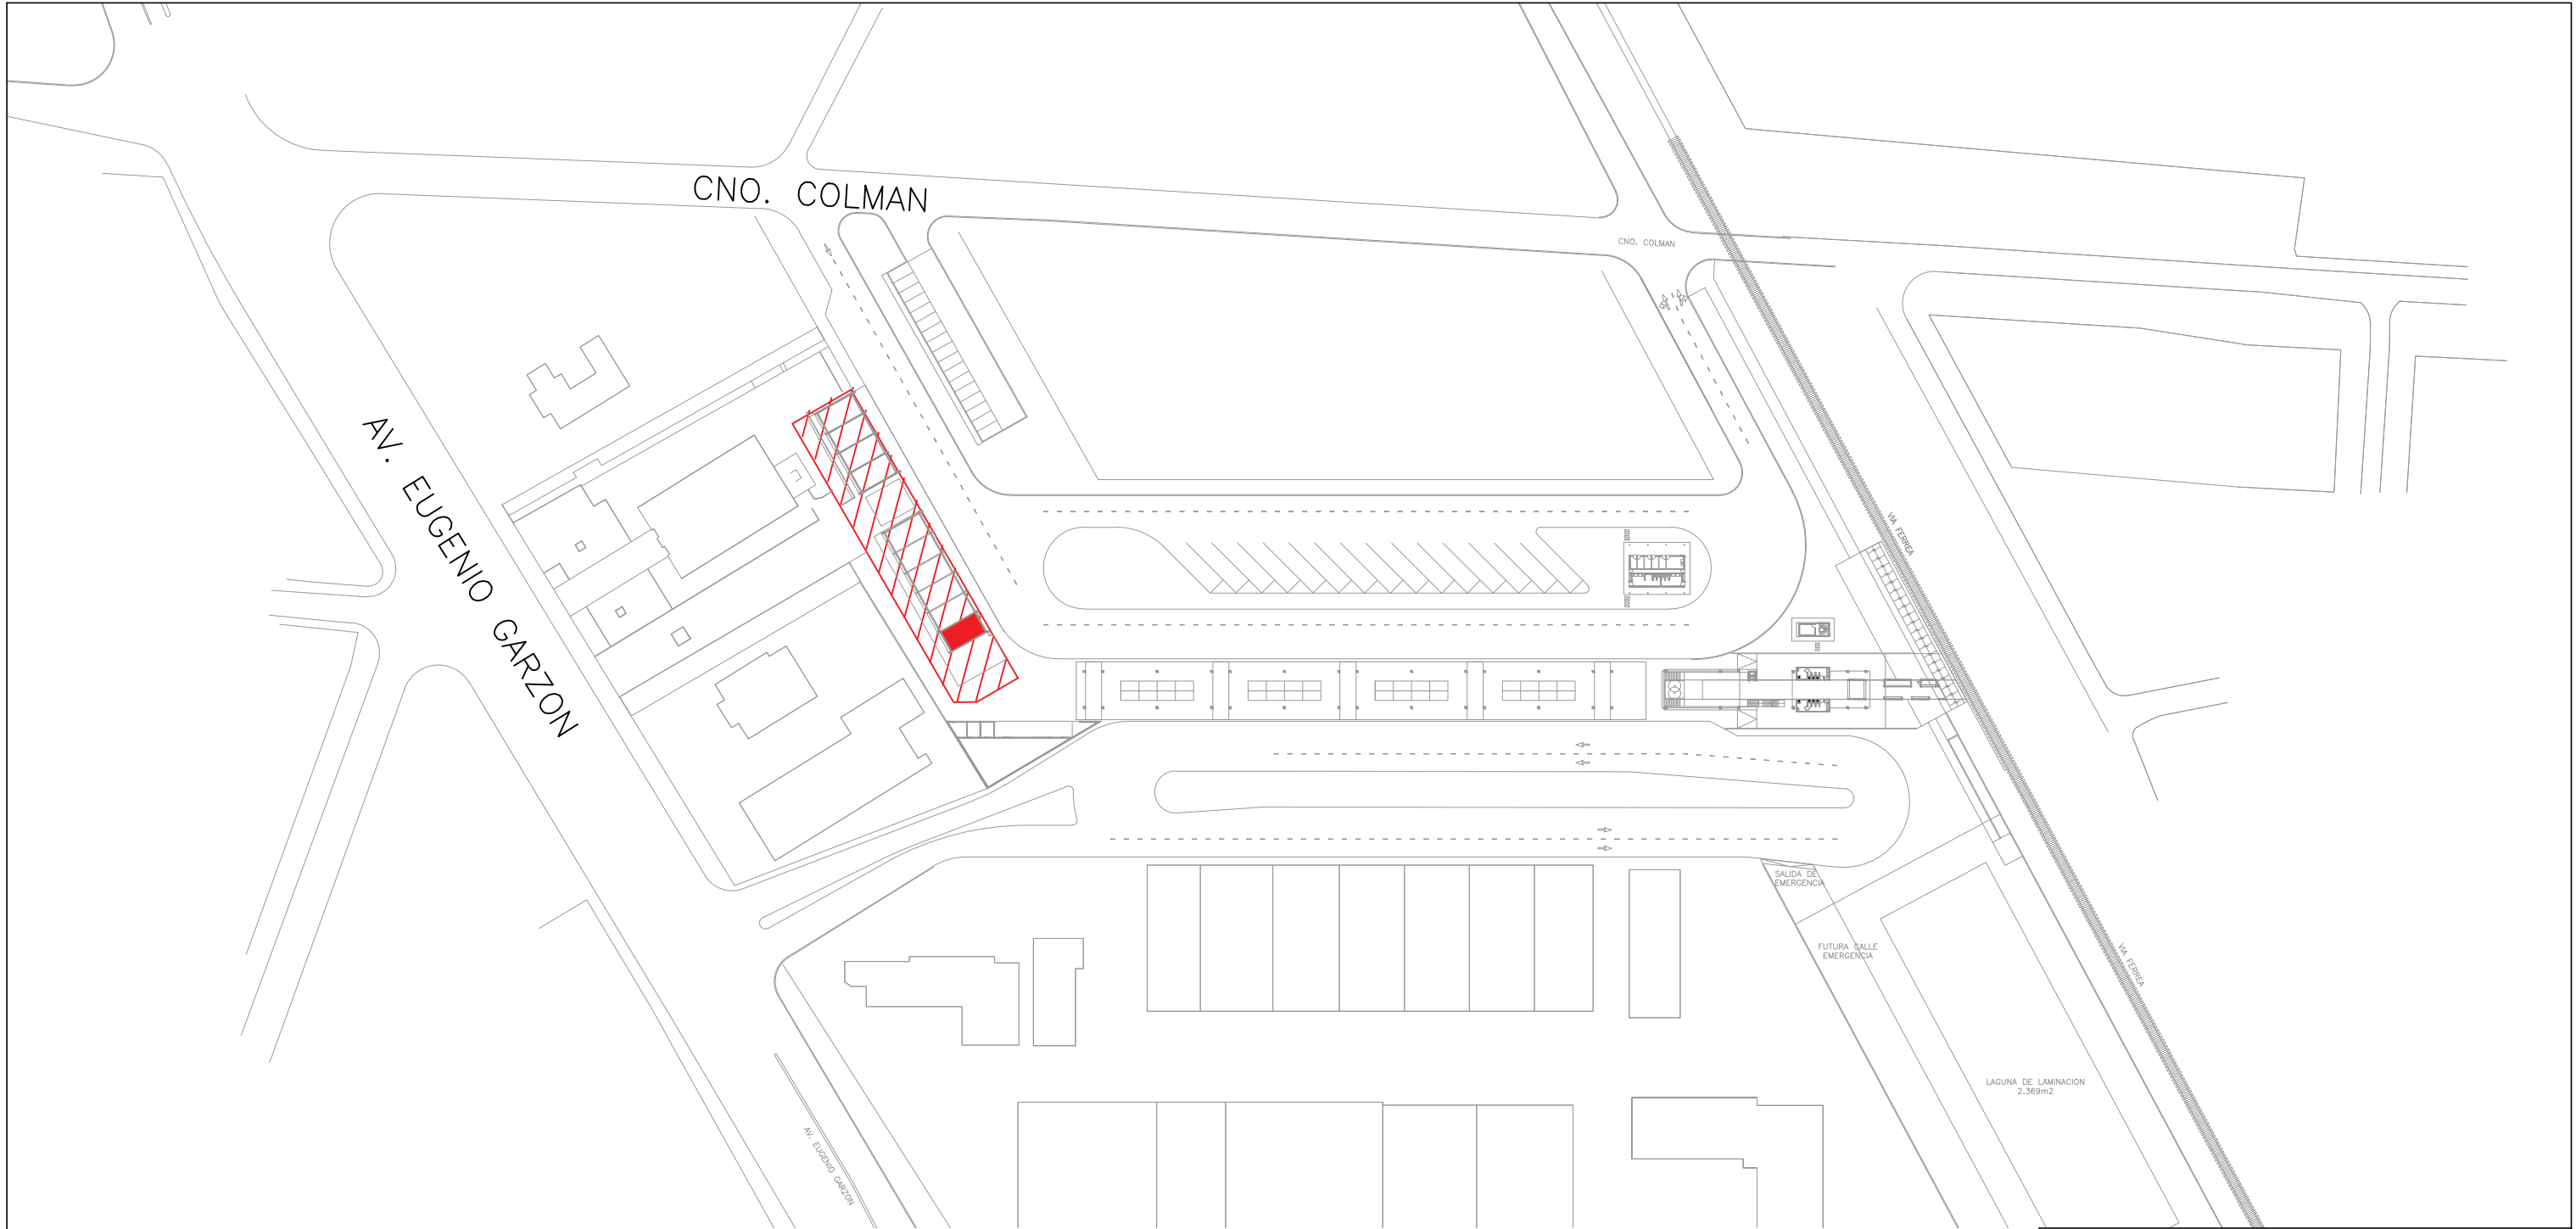 CNO. COLMAN
CNO. COLMAN
AV. EUGENIO GARZON
VIA FERREA
SALIDA DE
EMERGENCIA
FUTURA CALLE
EMERGENCIA
VIA FERREA
LAGUNA DE LAMINACION
2.369m2
AV. EUGENIO GARZON